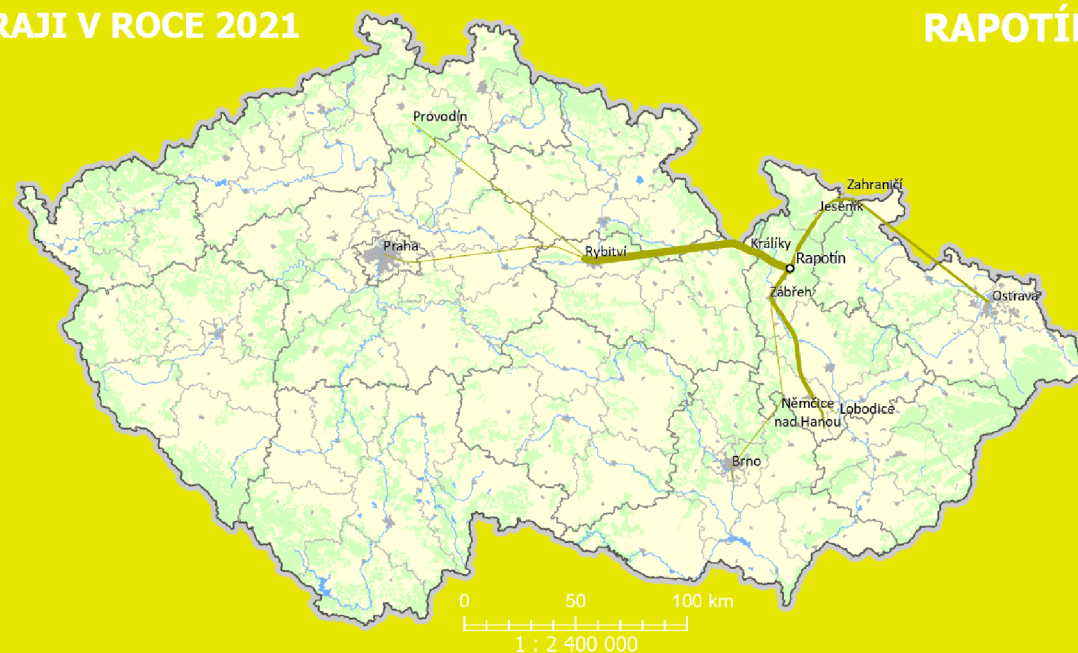 RAJI V ROCE 2021
RAPOTÍ
Provodín
Zahraničí
Jeseník
Praha
Rybitví
Králíky
Rapotín
Zábřeh
Ostrava
Němčice
nad Hanou
Lobodice
Brno
0 50 100 km
1 : 2 400 000